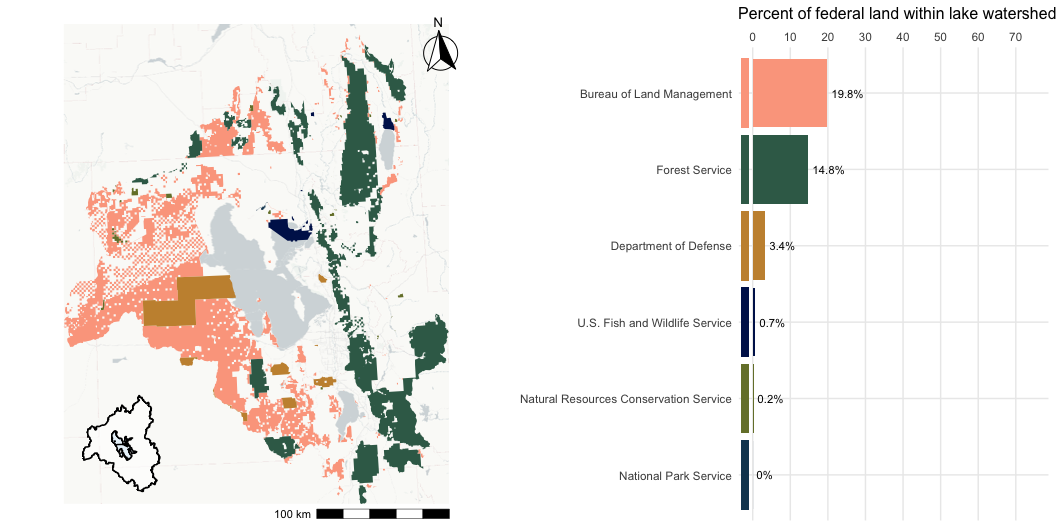 N
100 km
Percent of federal land within lake watershed
0 10 20 30 40 50 60 70
Bureau of Land Management 19.8%
Forest Service 14.8%
Department of Defense 3.4%
U.S. Fish and Wildlife Service 0.7%
Natural Resources Conservation Service 0.2%
National Park Service 0%